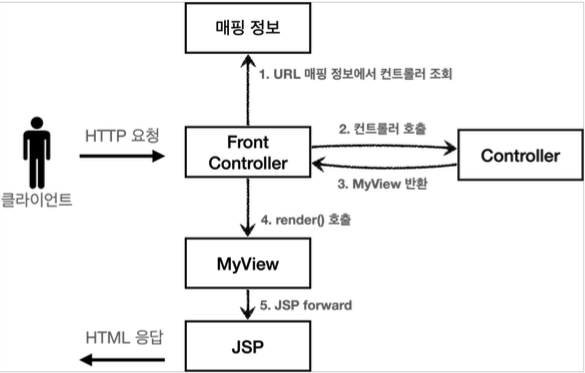 매핑 정보
1. URL 매핑 정보에서 컨트롤러 조회
HTTP 요청
Front
Controller
2. 컨트롤러 호출
Controller
3. MyView 반환
클라이언트
4. render() 호출
MyView
5. JSP forward
HTML 응답
JSP